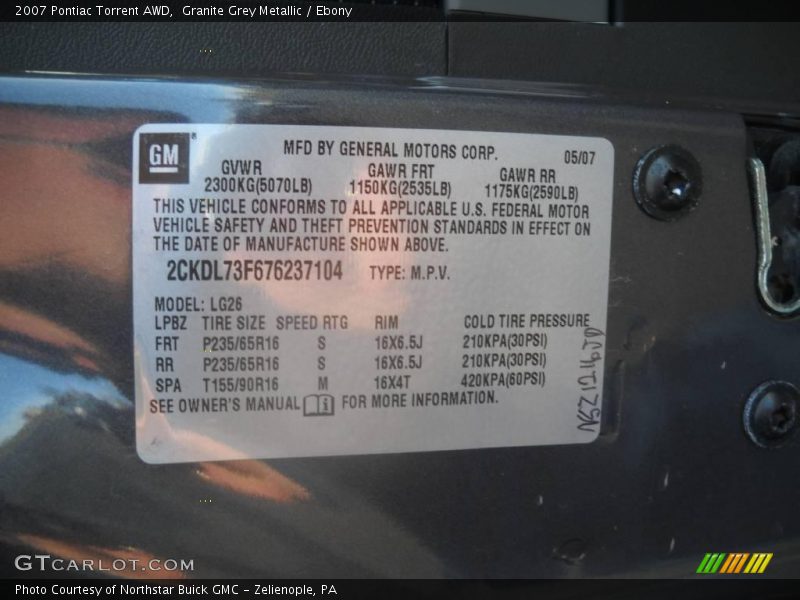 2007 Pontiac Torrent AWD,  Granite Grey Metallic / Ebony
GM
MFD BY GENERAL MOTORS CORP. 05/07
GVWR GAWR FRT GAWR RR
2300KG(5070LB) 1150KG(2535LB) 1175KG(2590LB)
THIS VEHICLE CONFORMS TO ALL APPLICABLE U.S. FEDERAL MOTOR
VEHICLE SAFETY AND THEFT PREVENTION STANDARDS IN EFFECT ON
THE DATE OF MANUFACTURE SHOWN ABOVE.
2CKDL73F676237104 TYPE: M.P.V.
MODEL: LG26
LPBZ TIRE SIZE SPEED RTG RIM COLD TIRE PRESSURE
FRT P235/65R16 S 16X6.5J 210KPA(30PSI)
RR P235/65R16 S 16X6.5J 210KPA(30PSI)
SPA T155/90R16 M 16X4T 420KPA(60PSI)
SEE OWNER'S MANUAL i FOR MORE INFORMATION.
GTCARLOT.COM
Photo Courtesy of Northstar Buick GMC – Zelienople, PA